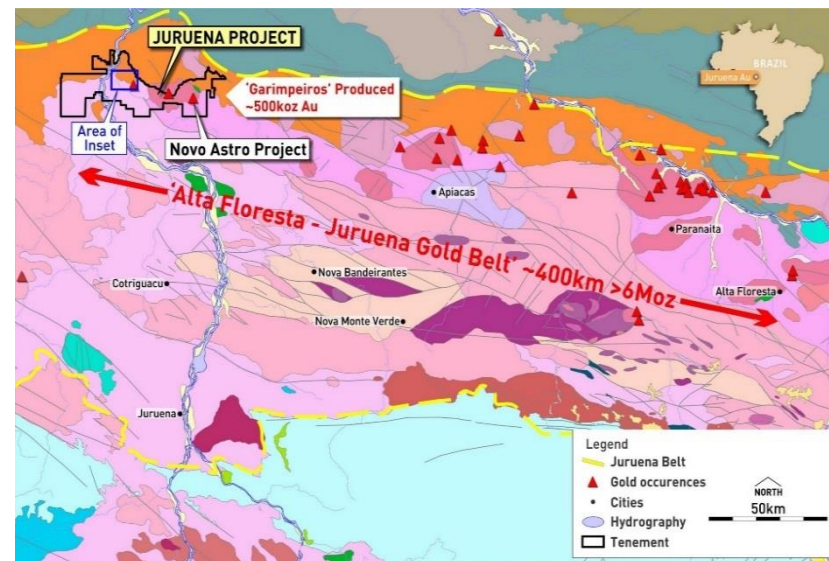 JURUENA PROJECT
'Garimpeiros' Produced
~500koz Au
Area of
Inset
Novo Astro Project
BRAZIL
Juruena Au
Apiacas
'Alta Floresta - Juruena Gold Belt' ~400km >6Moz
Paranaita
Cotriguacu
Nova Bandeirantes
Alta Floresta
Nova Monte Verde
Juruena
Legend
Juruena Belt
Gold occurences
Cities
Hydrography
Tenement
NORTH
50km